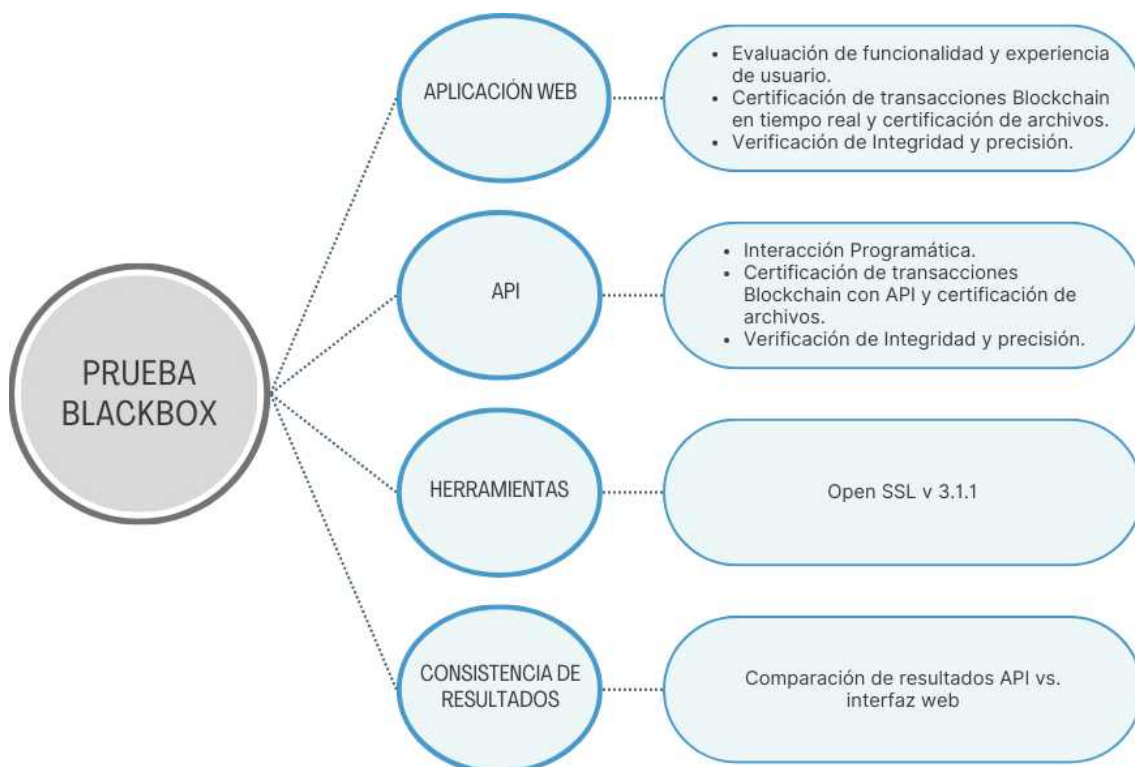 PRUEBA
BLACKBOX
APLICACIÓN WEB
• Evaluación de funcionalidad y experiencia
de usuario.
• Certificación de transacciones Blockchain
en tiempo real y certificación de archivos.
• Verificación de Integridad y precisión.
API
• Interacción Programática.
• Certificación de transacciones
Blockchain con API y certificación de
archivos.
• Verificación de Integridad y precisión.
HERRAMIENTAS
Open SSL v 3.1.1
CONSISTENCIA DE
RESULTADOS
Comparación de resultados API vs.
interfaz web